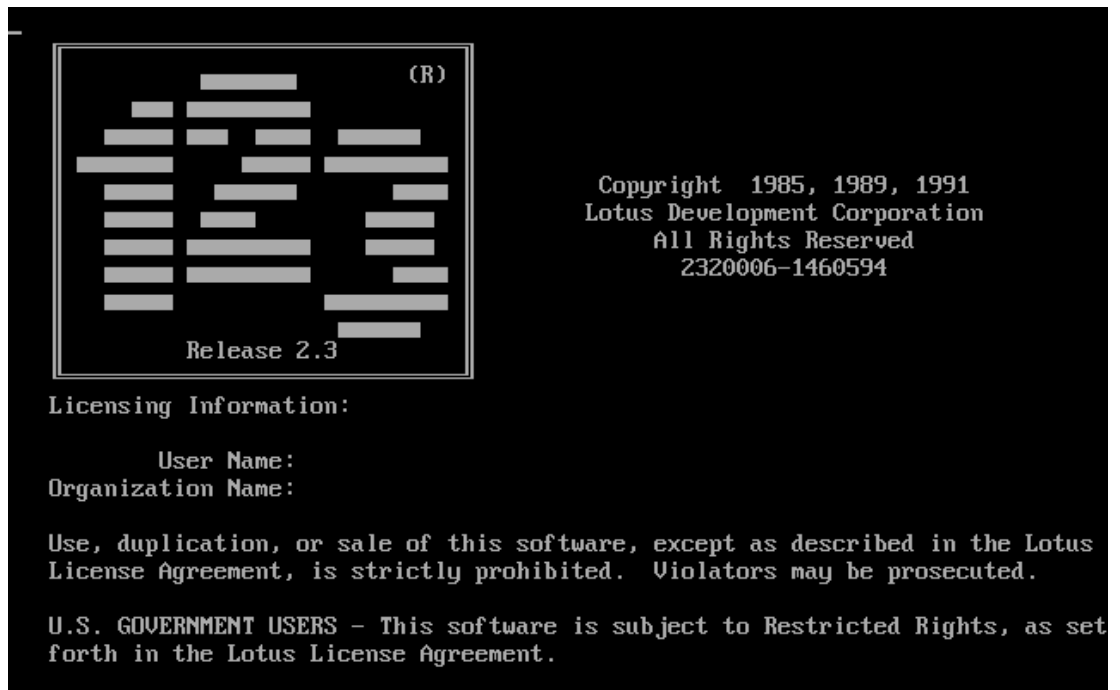 (R)
123
Release 2.3
Copyright  1985, 1989, 1991
Lotus Development Corporation
All Rights Reserved
2320006-1460594
Licensing Information:
User Name:
Organization Name:
Use, duplication, or sale of this software, except as described in the Lotus
License Agreement, is strictly prohibited.  Violators may be prosecuted.
U.S. GOVERNMENT USERS - This software is subject to Restricted Rights, as set
forth in the Lotus License Agreement.